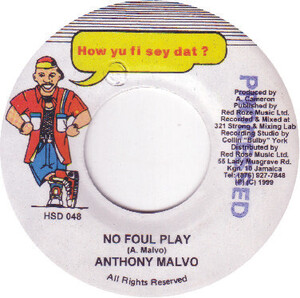 How yu fi sey dat ?
Produced by
A. Cameron
Published by
Red Roze Music Ltd.
Recorded & Mixed at
321 Strong & Mixing Lab
Recording Studio by
Collin "Bulby" York
Distributed by
Red Rose Music Ltd.
55 Lady Musgrave Rd.
Kgn. 10 Jamaica
Tel: (876) 927-7848
(P) (C) 1999
HSD 048
NO FOUL PLAY
(A. Malvo)
ANTHONY MALVO
All Rights Reserved